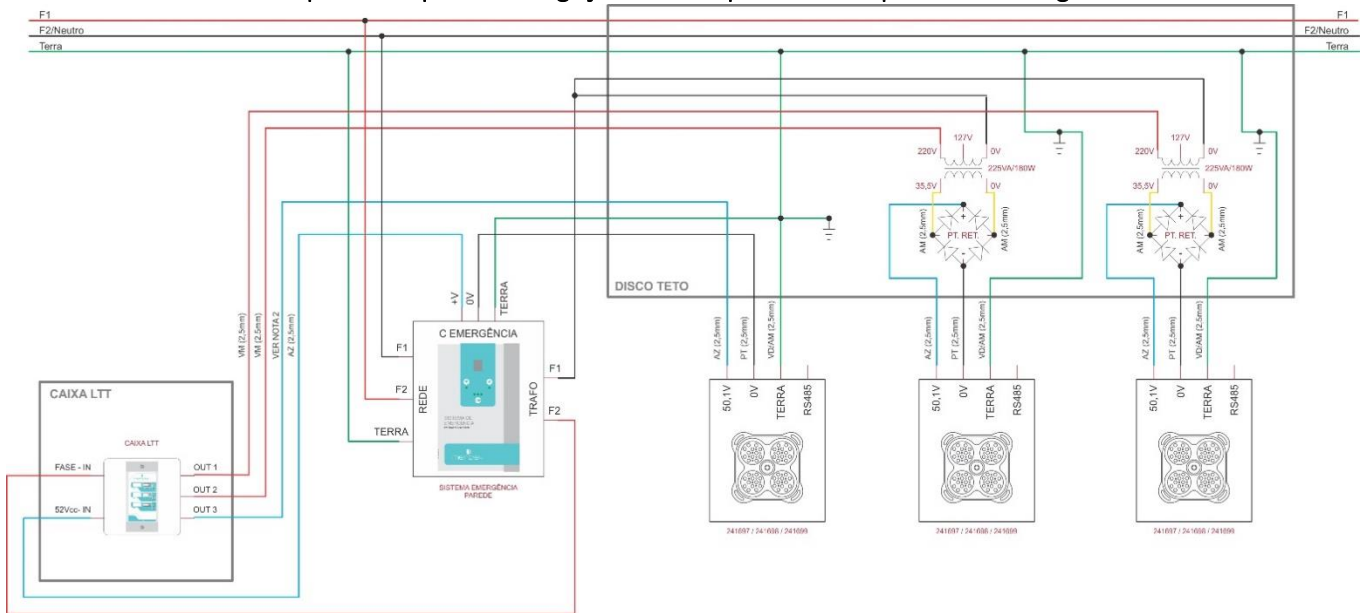 F1
F1
F2/Neutro
F2/Neutro
Terra
Terra
127V
127V
220V
0V
220V
0V
225VA/180W
225VA/180W
35,5V
0V
35,5V
0V
AM (2,5mm)
PT. RET.
AM (2,5mm)
AM (2,5mm)
PT. RET.
AM (2,5mm)
DISCO TETO
+V
0V
TERRA
VM (2,5mm)
VM (2,5mm)
VER NOTA 2
AZ (2,5mm)
AZ (2,5mm)
PT (2,5mm)
VD/AM (2,5mm)
AZ (2,5mm)
PT (2,5mm)
VD/AM (2,5mm)
AZ (2,5mm)
PT (2,5mm)
VD/AM (2,5mm)
C EMERGÊNCIA
F1
F2
REDE
TERRA
F1
F2
TRAFO
SISTEMA EMERGÊNCIA
PAREDE
CAIXA LTT
CAIXA LTT
FASE - IN
OUT 1
OUT 2
52Vcc- IN
OUT 3
50,1V
0V
TERRA
RS485
50,1V
0V
TERRA
RS485
50,1V
0V
TERRA
RS485
241697 / 241698 / 241699
241697 / 241698 / 241699
241697 / 241698 / 241699